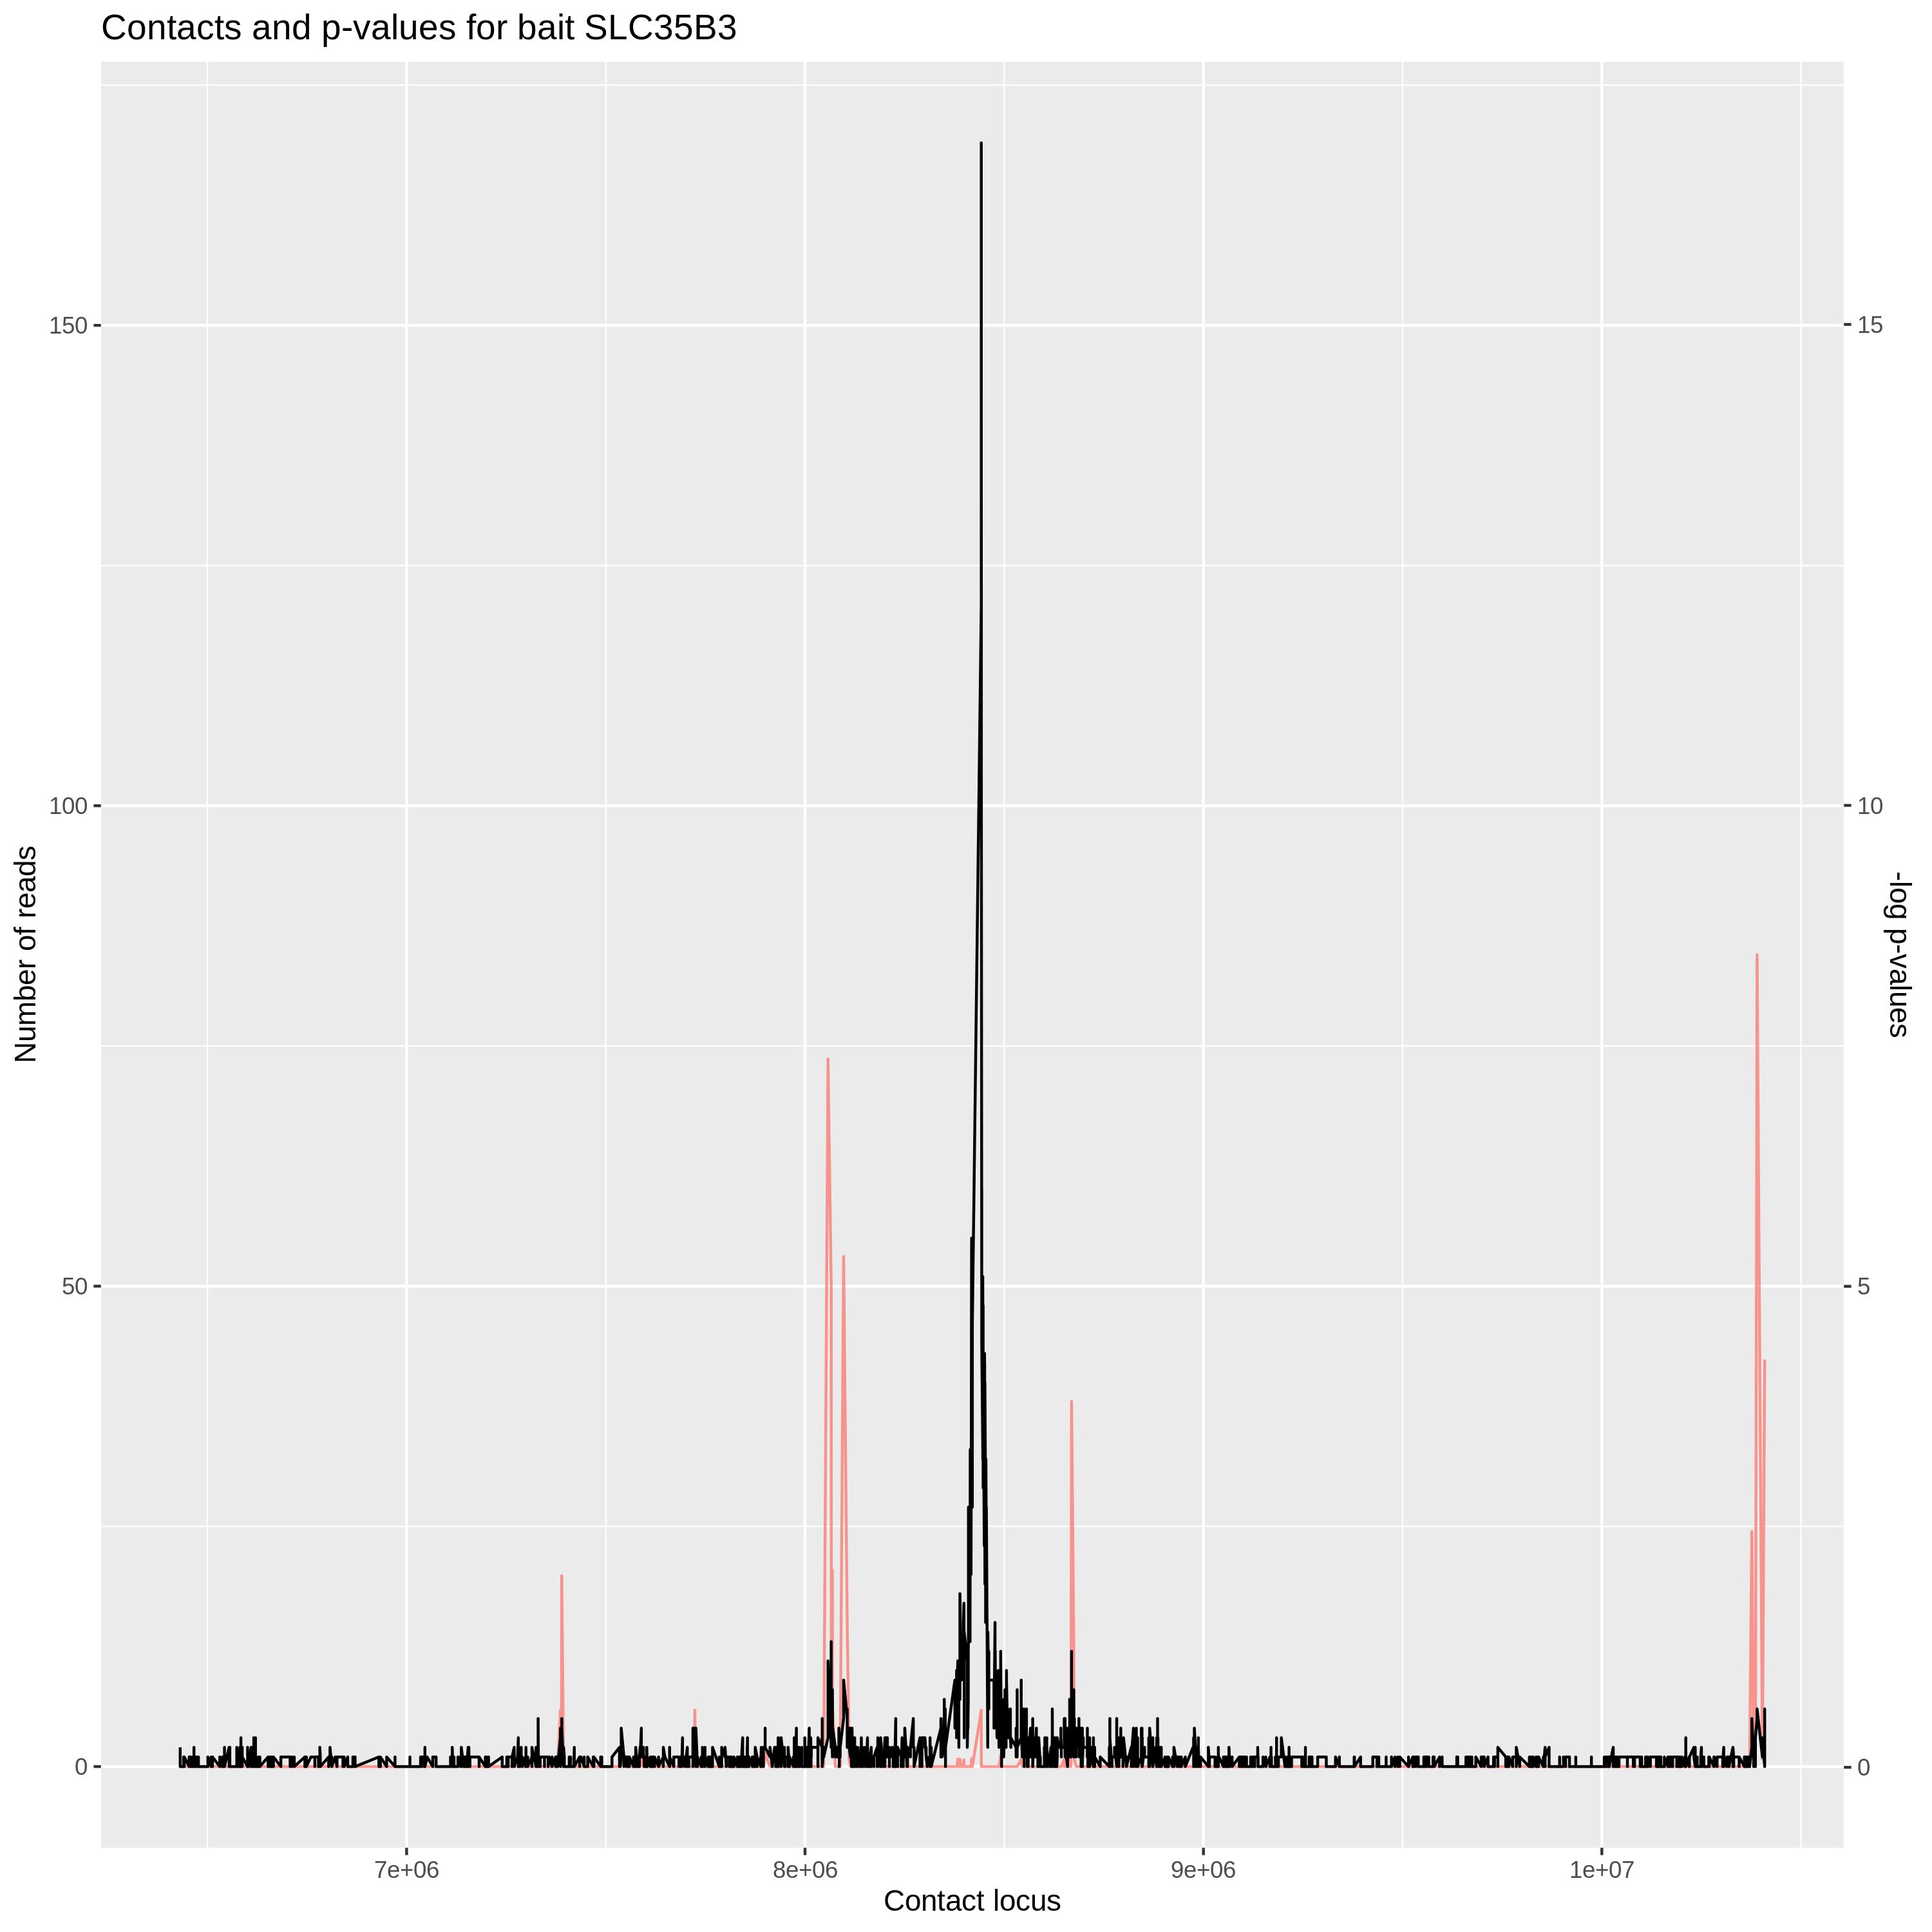 Contacts and p-values for bait SLC35B3
150
100
50
0
Number of reads
15
10
5
0
-log p-values
7e+06
8e+06
9e+06
1e+07
Contact locus